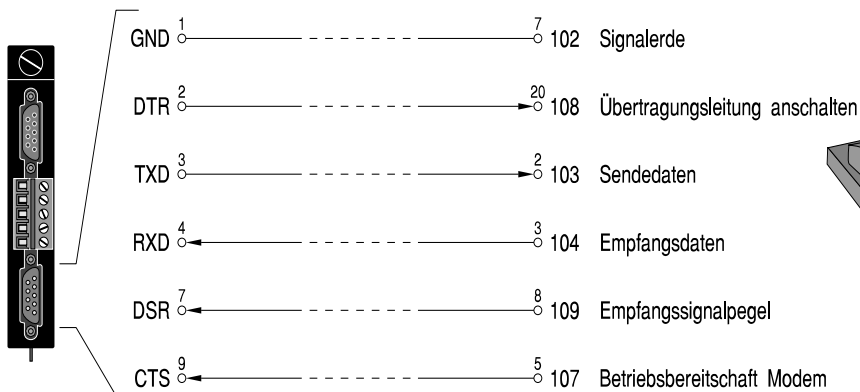 GND 1 7 102 Signalerde
DTR 2 20 108 Übertragungsleitung anschalten
TXD 3 2 103 Sendedaten
RXD 4 3 104 Empfangsdaten
DSR 7 8 109 Empfangssignalpegel
CTS 9 5 107 Betriebsbereitschaft Modem